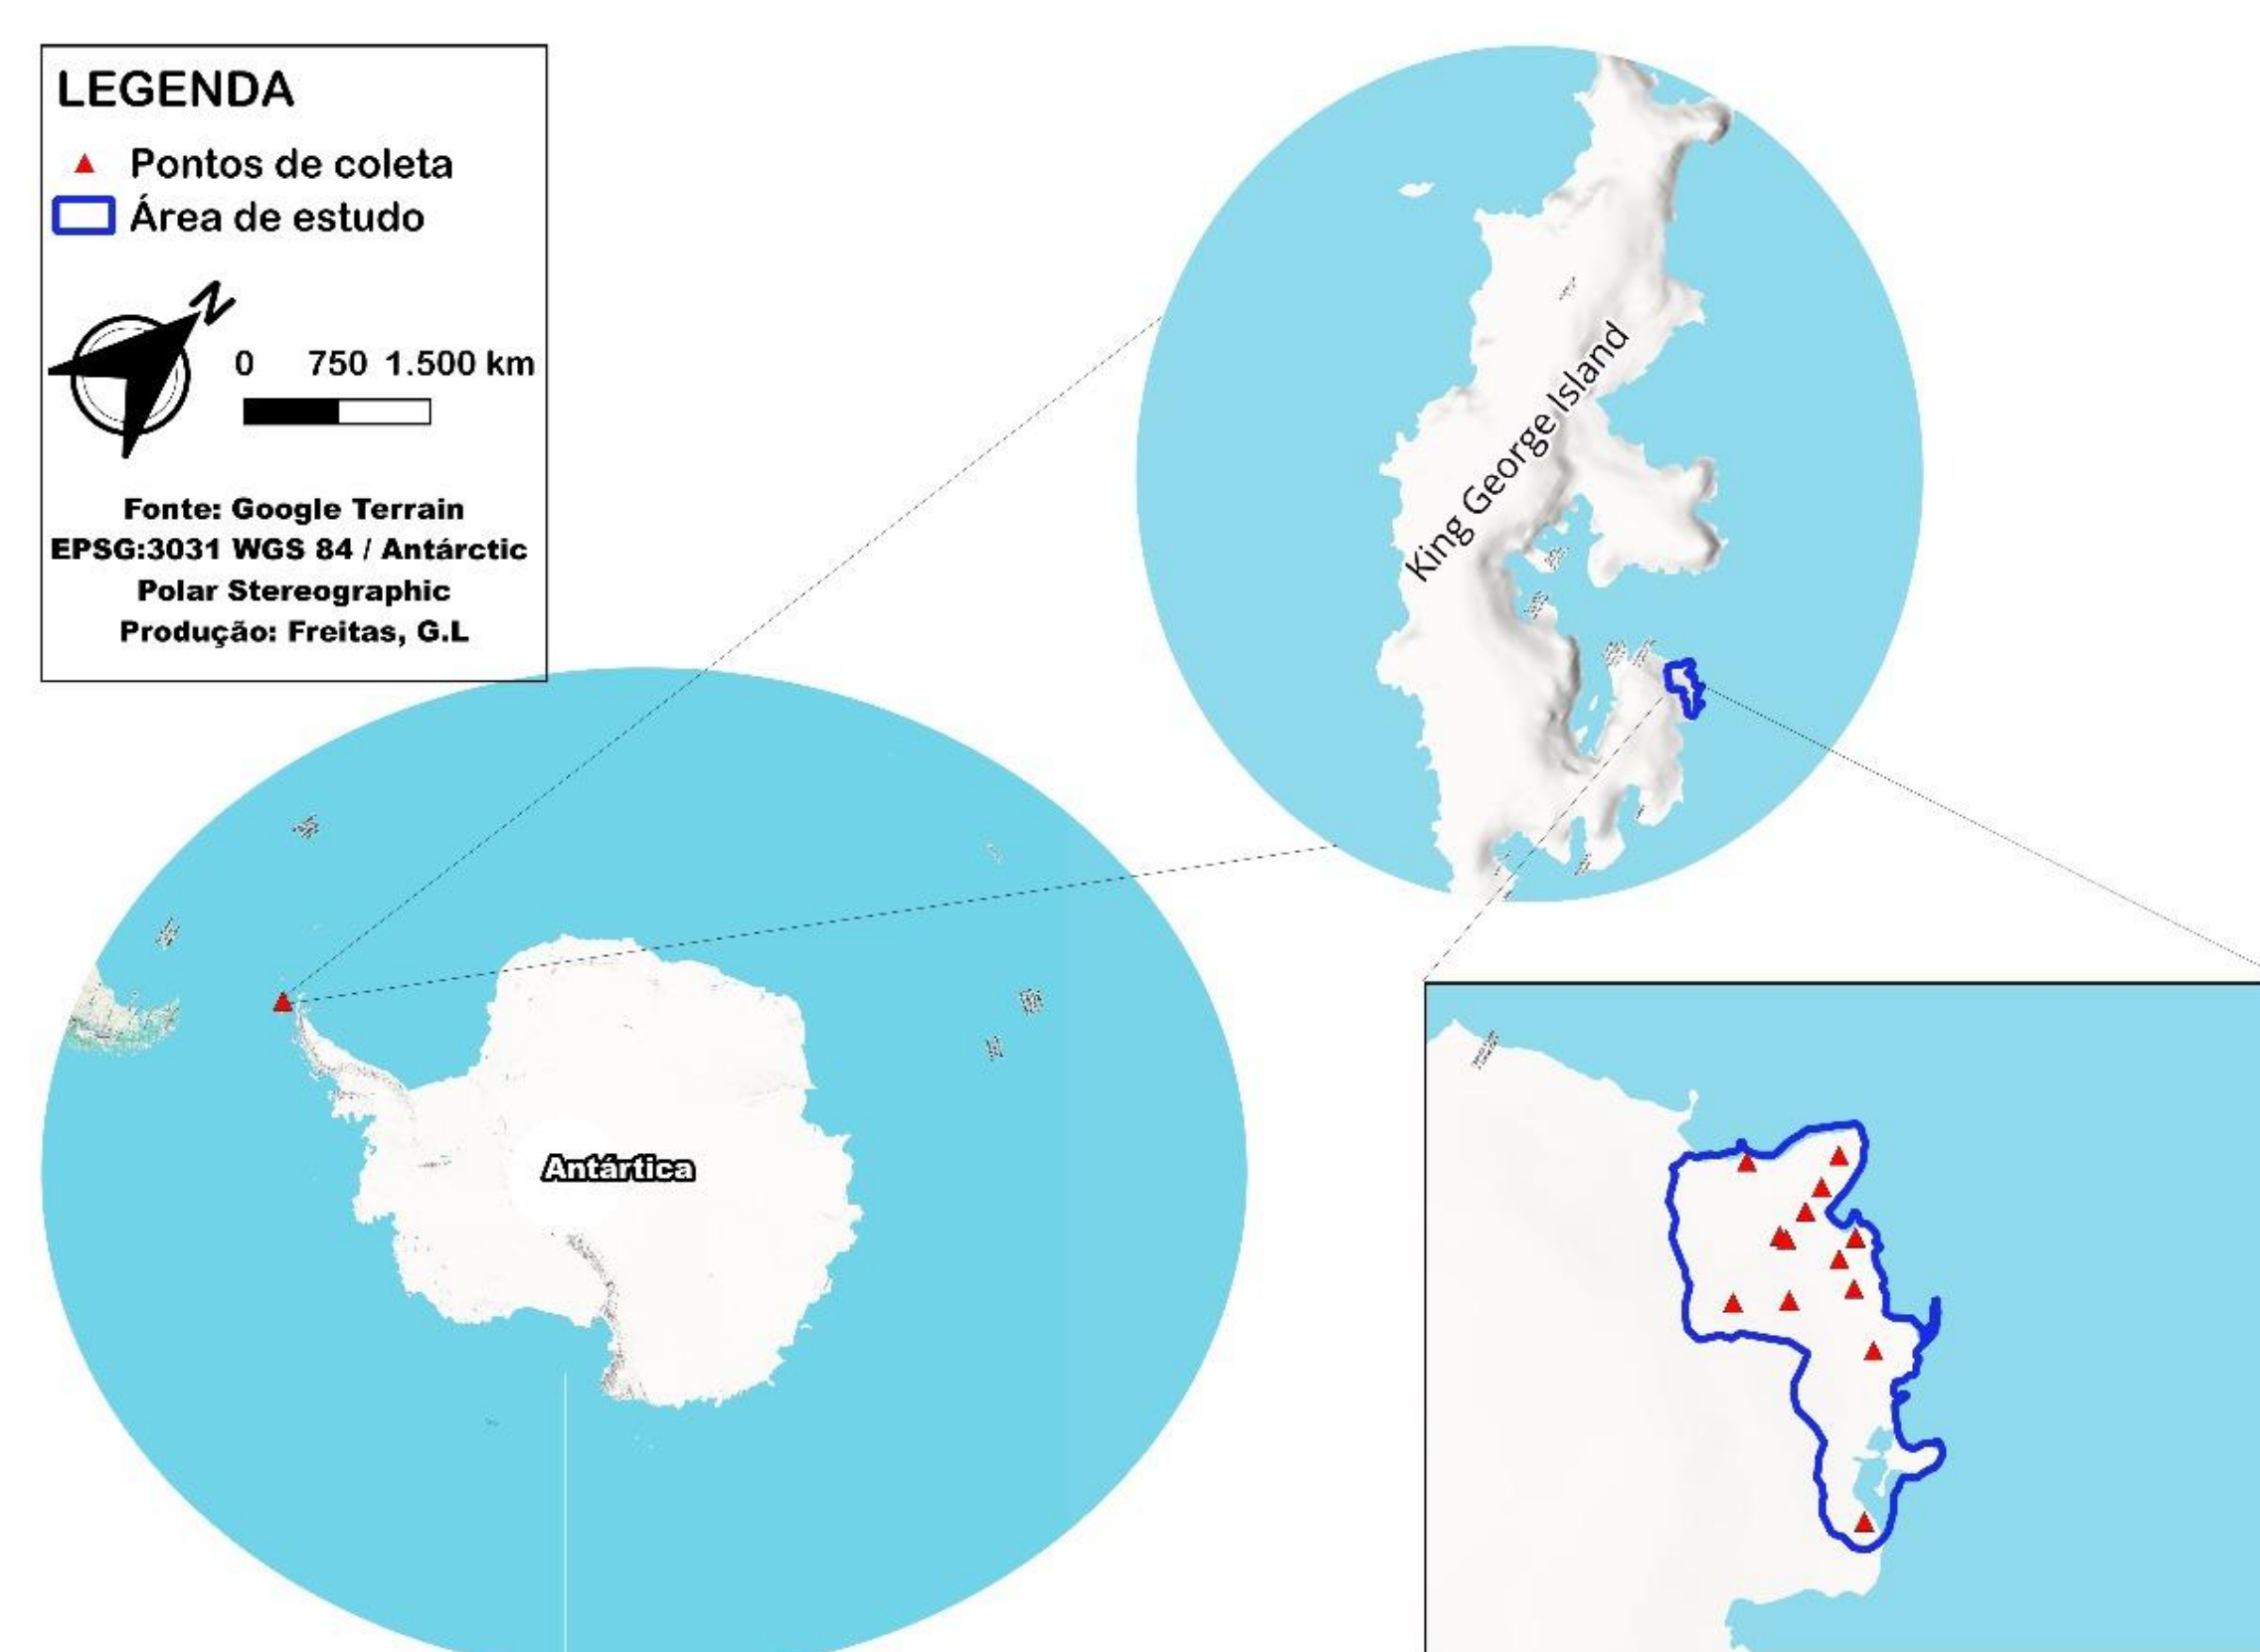 LEGENDA
Pontos de coleta
Área de estudo
N
0 750 1.500 km
Fonte: Google Terrain
EPSG:3031 WGS 84 / Antárctic
Polar Stereographic
Produção: Freitas, G.L
King George Island
Antártica